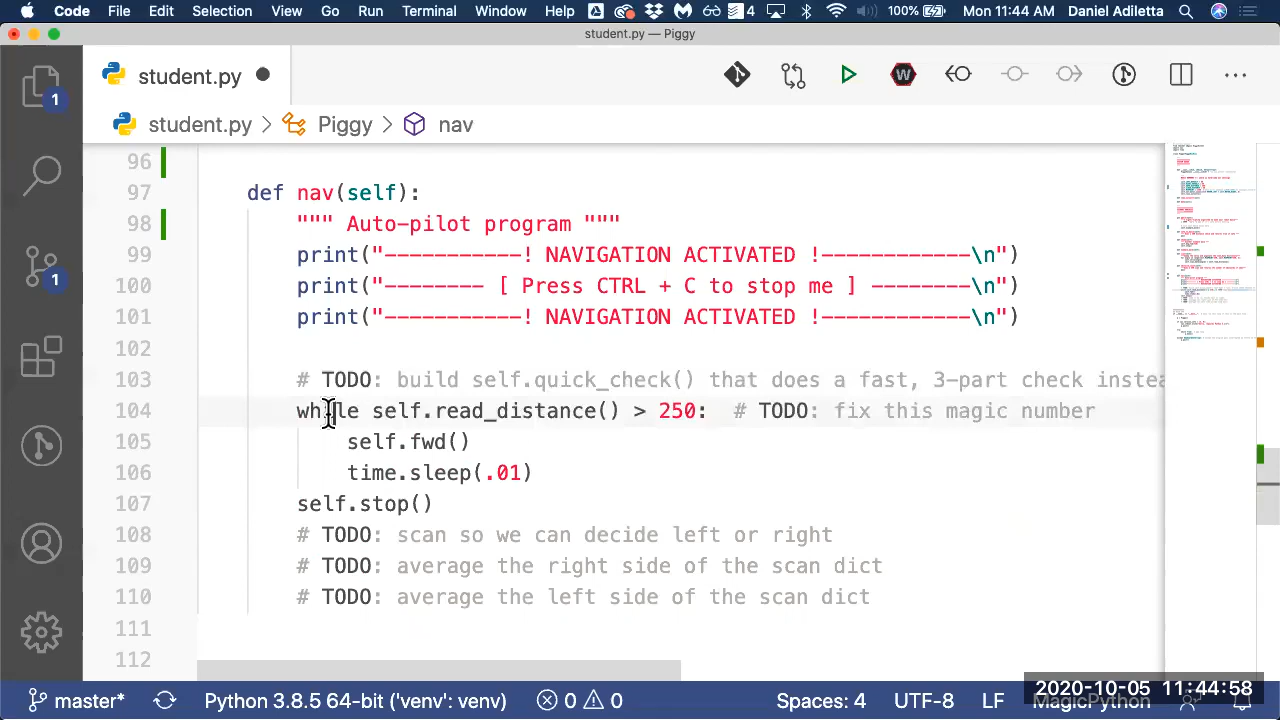 Code File Edit Selection View Go Run Terminal Window Help 4 100% Mon 11:44 AM Daniel Adiletta
student.py — Piggy
student.py
W
1
student.py > Piggy > nav
96
97 def nav(self):
98 """ Auto-pilot program """
99 print("-----------! NAVIGATION ACTIVATED !------------\n")
100 print("-------- [ Press CTRL + C to stop me ] --------\n")
101 print("-----------! NAVIGATION ACTIVATED !------------\n")
1
102
103 # TODO: build self.quick_check() that does a fast, 3-part check instea
104 while self.read_distance() > 250: # TODO: fix this magic number
105 self.fwd()
106 time.sleep(.01)
107 self.stop()
108 # TODO: scan so we can decide left or right
109 # TODO: average the right side of the scan dict
110 # TODO: average the left side of the scan dict
111
112
master* Python 3.8.5 64-bit ('venv': venv) 0 0 Spaces: 4 UTF-8 LF MagicPython
2020-10-05 11:44:58